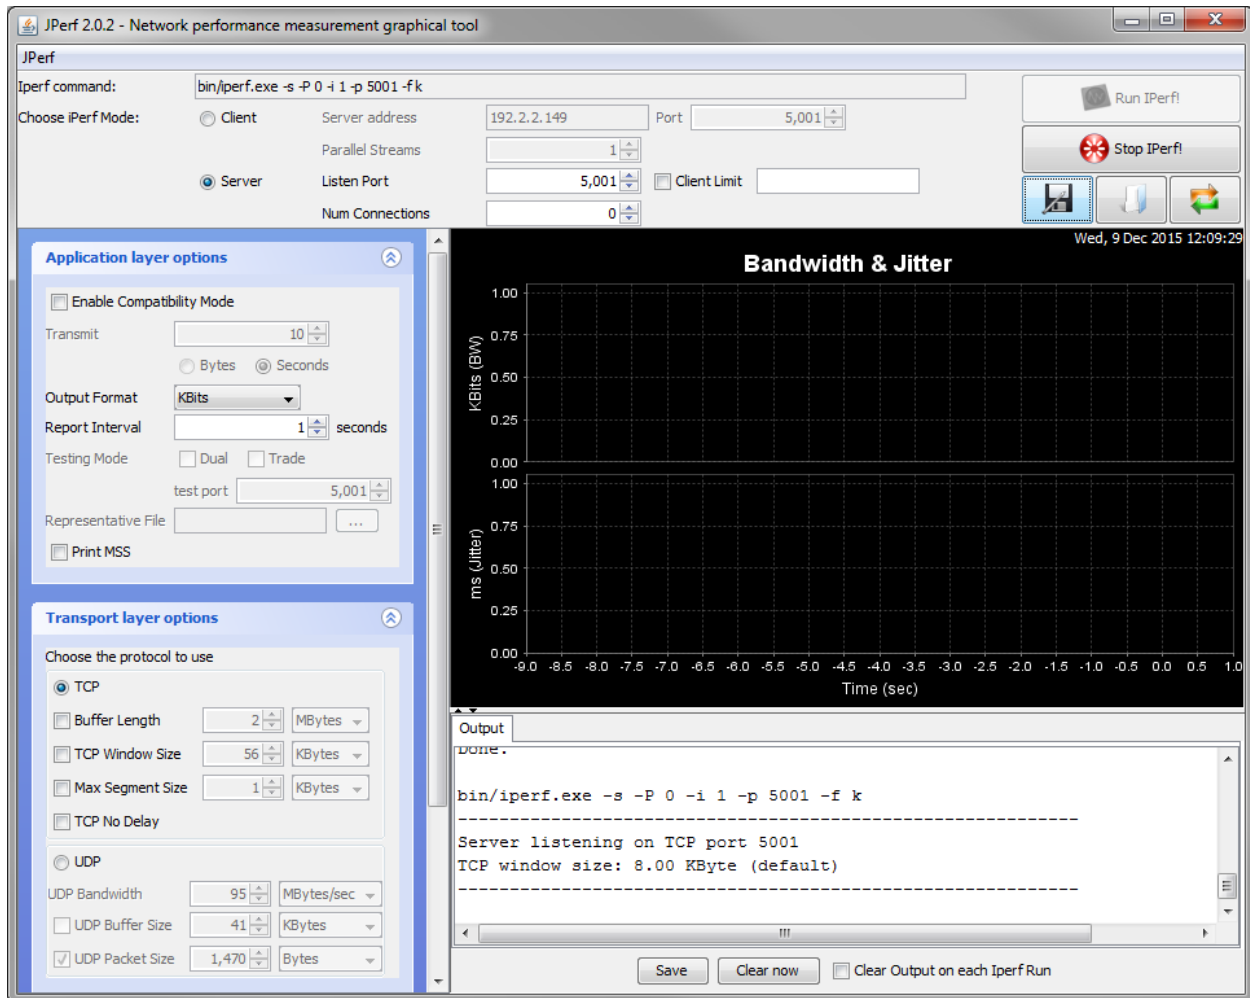 JPerf 2.0.2 - Network performance measurement graphical tool
JPerf
Iperf command: bin/iperf.exe -s -P 0 -i 1 -p 5001 -f k
Choose iPerf Mode: Client Server address 192.2.2.149 Port 5,001
Parallel Streams 1
Server Listen Port 5,001 Client Limit
Num Connections 0
Run IPerf!
Stop IPerf!
Application layer options
Enable Compatibility Mode
Transmit 10
Bytes Seconds
Output Format KBits
Report Interval 1 seconds
Testing Mode Dual Trade
test port 5,001
Representative File ...
Print MSS
Transport layer options
Choose the protocol to use
TCP
Buffer Length 2 MBytes
TCP Window Size 56 KBytes
Max Segment Size 1 KBytes
TCP No Delay
UDP
UDP Bandwidth 95 MBytes/sec
UDP Buffer Size 41 KBytes
UDP Packet Size 1,470 Bytes
Wed, 9 Dec 2015 12:09:29
Bandwidth & Jitter
KBits (BW)
1.00
0.75
0.50
0.25
0.00
ms (Jitter)
1.00
0.75
0.50
0.25
0.00
-9.0 -8.5 -8.0 -7.5 -7.0 -6.5 -6.0 -5.5 -5.0 -4.5 -4.0 -3.5 -3.0 -2.5 -2.0 -1.5 -1.0 -0.5 0.0 0.5 1.0
Time (sec)
Output
Done.
bin/iperf.exe -s -P 0 -i 1 -p 5001 -f k
------------------------------------------------------------
Server listening on TCP port 5001
TCP window size: 8.00 KByte (default)
------------------------------------------------------------
Save Clear now Clear Output on each Iperf Run